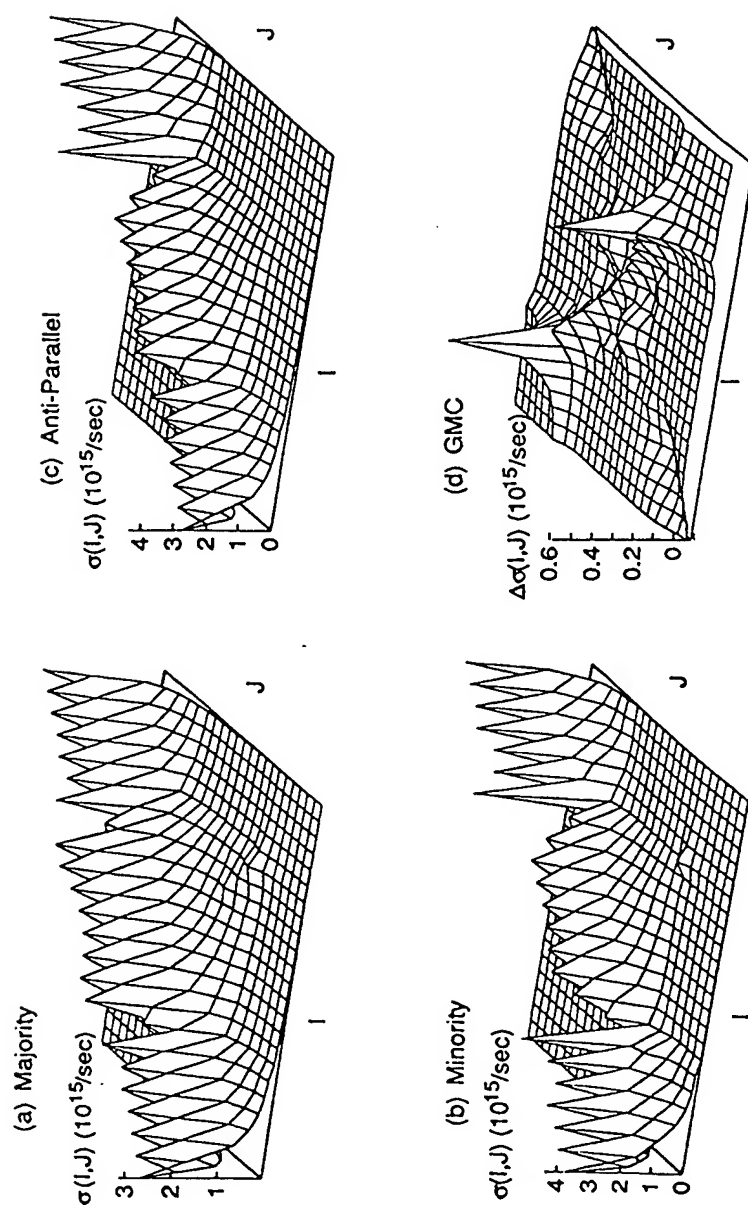 (a) Majority
σ(I,J) (10¹⁵/sec)
3
2
1
I
J
(b) Minority
σ(I,J) (10¹⁵/sec)
4
3
2
1
0
I
J
(c) Anti-Parallel
σ(I,J) (10¹⁵/sec)
4
3
2
1
0
I
J
(d) GMC
Δσ(I,J) (10¹⁵/sec)
0.6
0.4
0.2
0
I
J